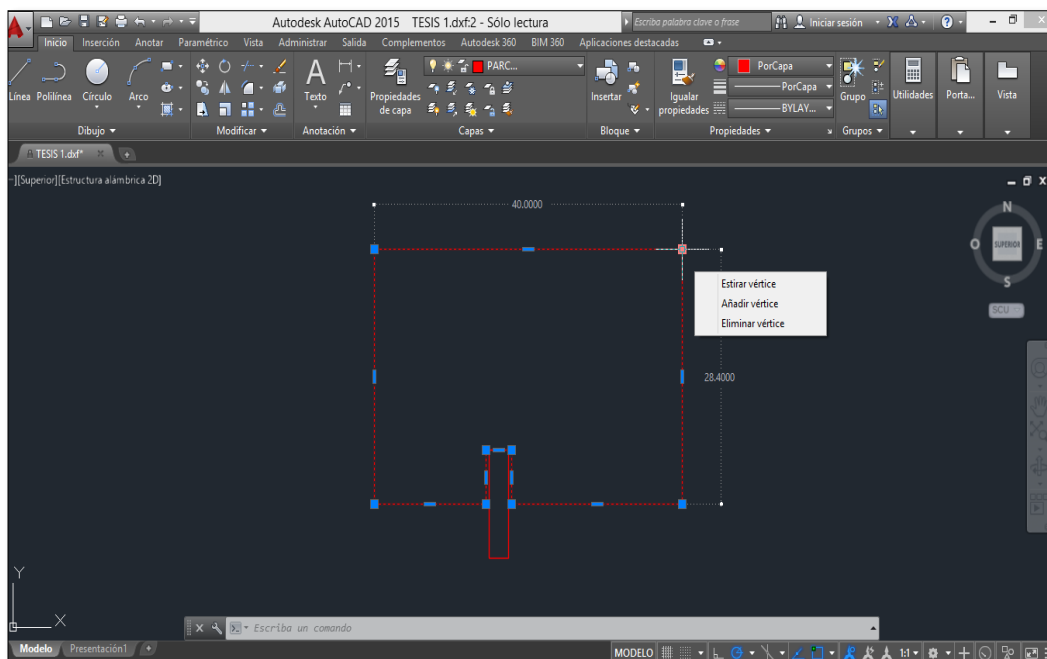 Autodesk AutoCAD 2015 TESIS 1.dxf:2 - Sólo lectura
Escriba palabra clave o frase
Iniciar sesión
Inicio Inserción Anotar Paramétrico Vista Administrar Salida Complementos Autodesk 360 BIM 360 Aplicaciones destacadas
PARC...
PorCapa
PorCapa
BYLAY...
Línea Polilínea Círculo Arco
Texto
Propiedades de capa
Insertar
Igualar propiedades
Grupo
Utilidades
Porta...
Vista
Dibujo Modificar Anotación Capas Bloque Propiedades Grupos
TESIS 1.dxf*
–][Superior][Estructura alámbrica 2D]
40.0000
N
O SUPERIOR E
S
SCU
Estirar vértice
Añadir vértice
Eliminar vértice
28.4000
Y
X
Escriba un comando
Modelo Presentación1
MODELO
1:1